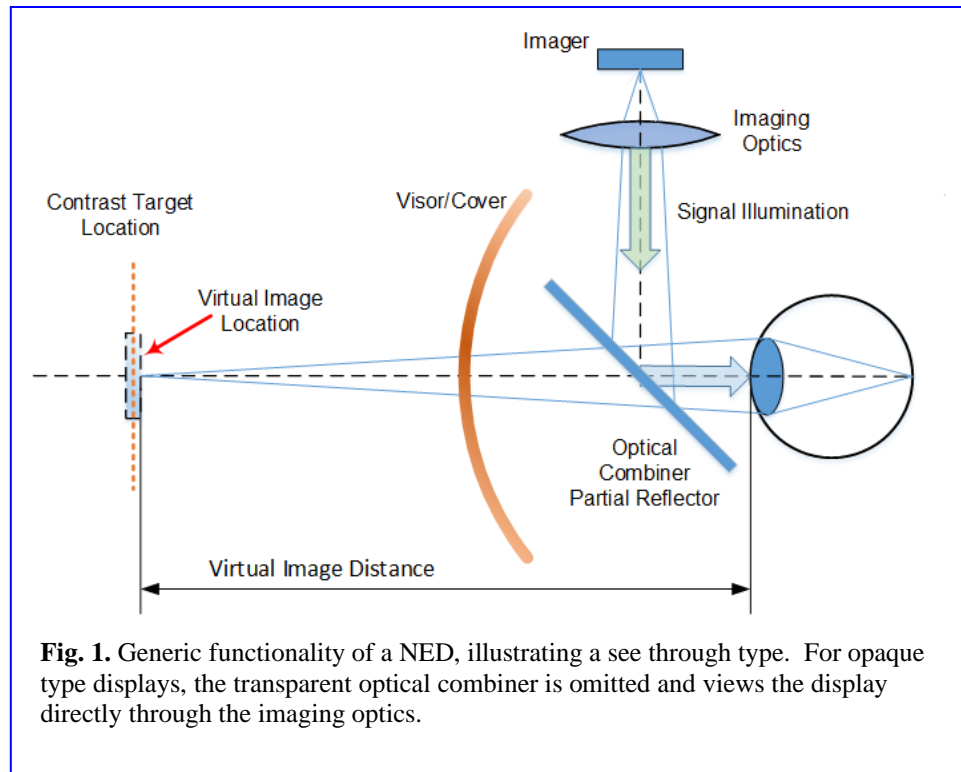 Imager
Imaging
Optics
Contrast Target
Location
Visor/Cover
Signal Illumination
Virtual Image
Location
Optical
Combiner
Partial Reflector
Virtual Image Distance
Fig. 1. Generic functionality of a NED, illustrating a see through type. For opaque
type displays, the transparent optical combiner is omitted and views the display
directly through the imaging optics.